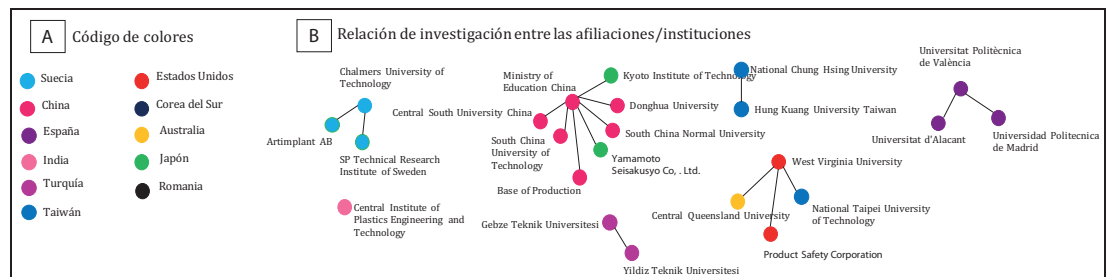 A
Código de colores
Suecia
China
España
India
Turquía
Taiwán
Estados Unidos
Corea del Sur
Australia
Japón
Romania
B
Relación de investigación entre las afiliaciones/instituciones
Chalmers University of
Technology
Artimplant AB
SP Technical Research
Institute of Sweden
Central Institute of
Plastics Engineering and
Technology
Ministry of
Education China
Kyoto Institute of Technology
Central South University China
Donghua University
South China
University of
Technology
South China Normal University
Yamamoto
Seisakusyo Co, . Ltd.
Base of Production
Gebze Teknik Universitesi
Yildiz Teknik Universitesi
National Chung Hsing University
Hung Kuang University Taiwan
West Virginia University
Central Queensland University
National Taipei University
of Technology
Product Safety Corporation
Universitat Politècnica
de València
Universitat d'Alacant
Universidad Politecnica
de Madrid